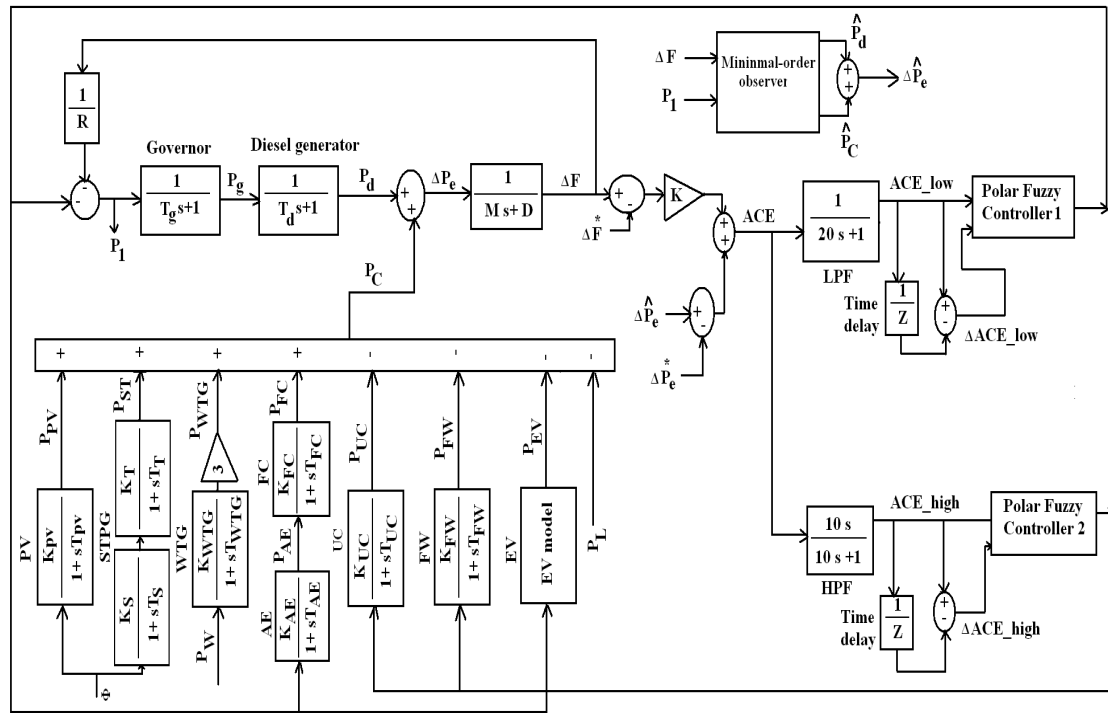 1
R
Governor
Diesel generator
-
-
1
T_g s+1
P_g
1
T_d s+1
P_d
+
+
ΔP_e
1
M s+ D
ΔF
+
-
ΔF*
K
P_1
P_C
ΔF
P_1
Mininmal-order
observer
P̂_d
+
+
ΔP̂_e
P̂_C
+
+
ACE
ΔP̂_e
+
-
ΔP_e*
1
20 s +1
LPF
ACE_low
Polar Fuzzy
Controller 1
Time
delay
1
Z
+
-
ΔACE_low
10 s
10 s+1
HPF
ACE_high
Polar Fuzzy
Controller 2
Time
delay
1
Z
+
-
ΔACE_high
+ + + + - - - -
P_PV
P_ST
P_WTG
P_FC
P_UC
P_FW
P_EV
P_L
PV
Kpv
1+ sTpv
STPG
K_T
1+ sT_T
K_S
1+ sT_S
Φ
3
WTG
K_WTG
1+ sT_WTG
P_W
FC
K_FC
1+ sT_FC
P_AE
AE
K_AE
1+ sT_AE
UC
K_UC
1+ sT_UC
FW
K_FW
1+ sT_FW
EV
EV model